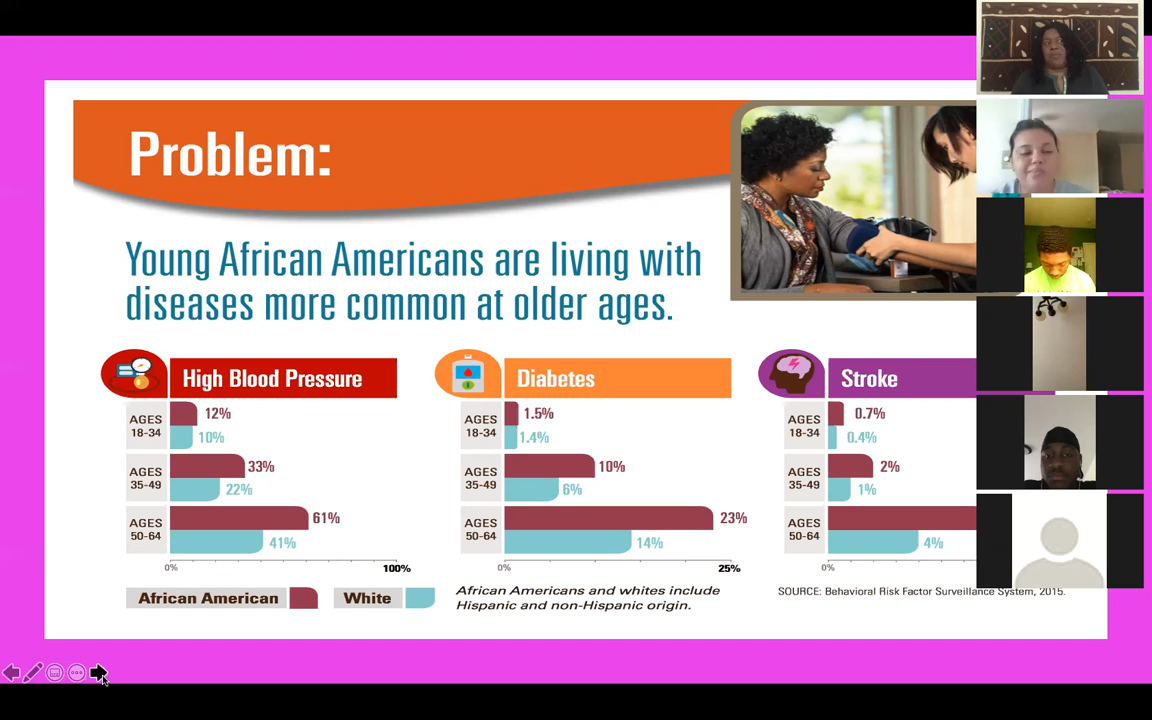 Problem:
Young African Americans are living with
diseases more common at older ages.
High Blood Pressure
AGES
18-34
12%
10%
AGES
35-49
33%
22%
AGES
50-64
61%
41%
0%
100%
Diabetes
AGES
18-34
1.5%
1.4%
AGES
35-49
10%
6%
AGES
50-64
23%
14%
0%
25%
Stroke
AGES
18-34
0.7%
0.4%
AGES
35-49
2%
1%
AGES
50-64
4%
0%
African American
White
African Americans and whites include
Hispanic and non-Hispanic origin.
SOURCE: Behavioral Risk Factor Surveillance System, 2015.